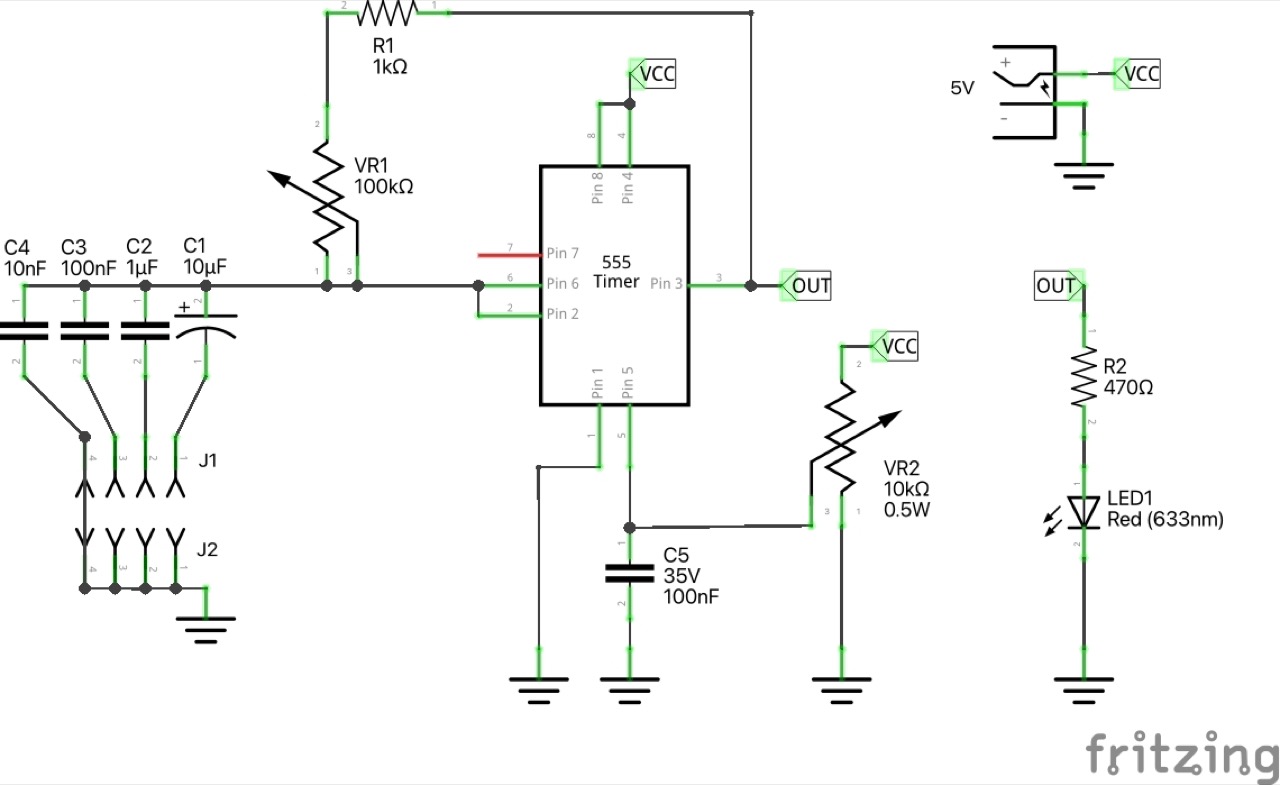 2
1
R1
1kΩ
VCC
+
5V
VCC
-
2
8
4
VR1
100kΩ
Pin 8
Pin 4
C4
10nF
C3
100nF
C2
1µF
C1
10µF
1
3
7
Pin 7
555
Timer
6
Pin 6
Pin 3
3
OUT
OUT
2
Pin 2
1
1
1
2
+
1
2
2
2
1
VCC
2
R2
470Ω
2
Pin 1
Pin 5
1
5
4
3
2
1
J1
VR2
10kΩ
0.5W
3
1
1
LED1
Red (633nm)
2
J2
4
3
2
1
1
C5
35V
100nF
2
fritzing